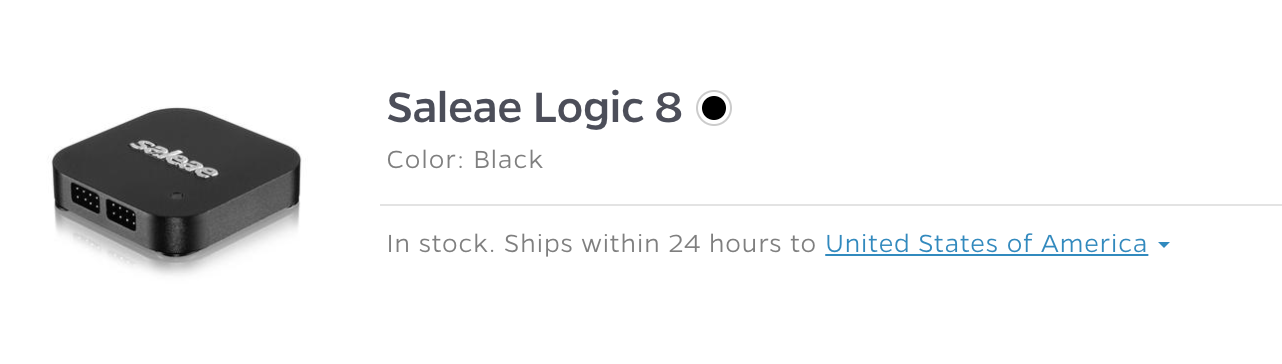 saleae
Saleae Logic 8
Color: Black
In stock. Ships within 24 hours to United States of America